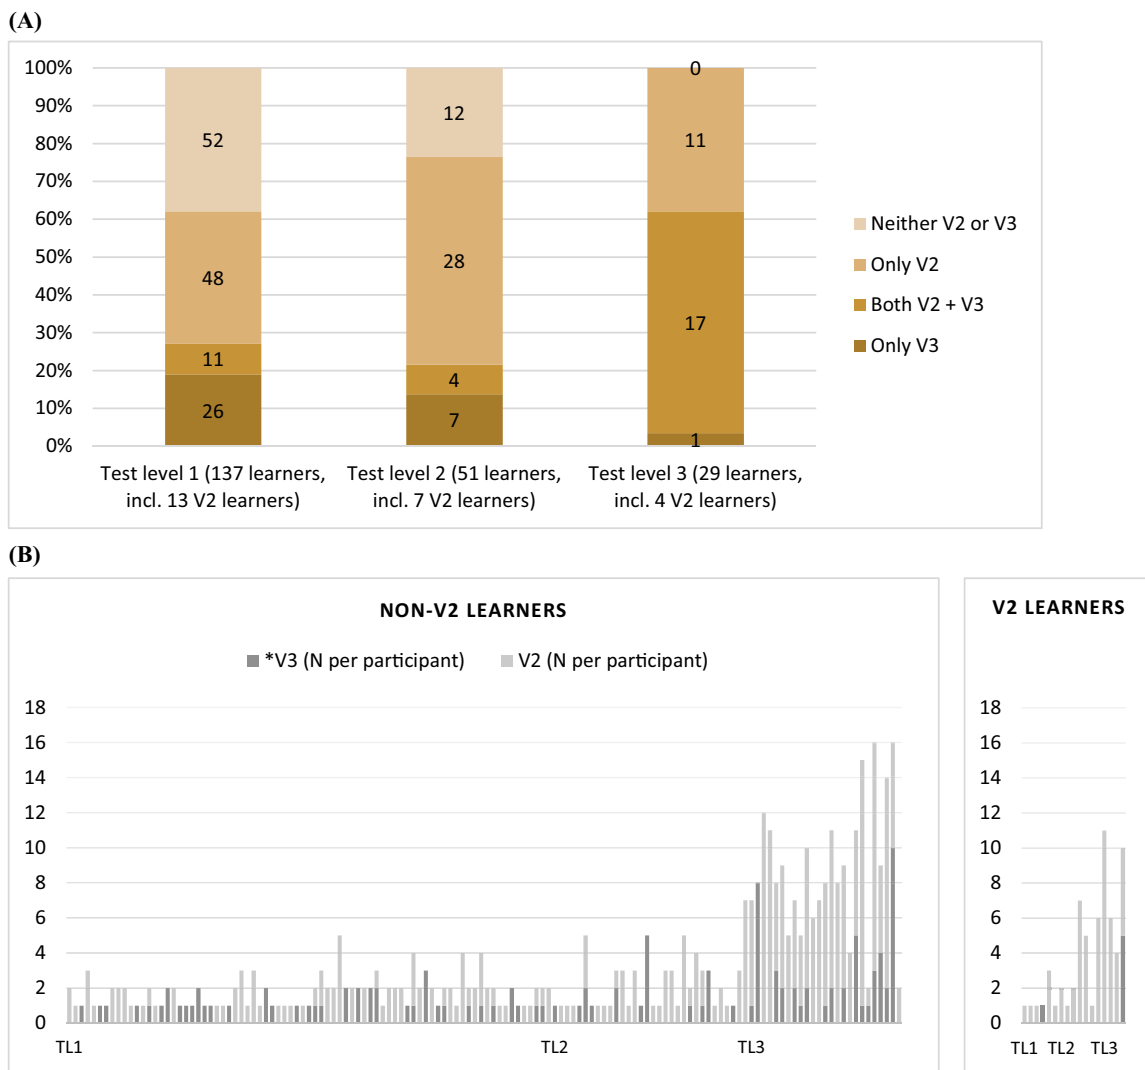 (A)
100%
90%
80%
70%
60%
50%
40%
30%
20%
10%
0%
52
48
11
26
12
28
4
7
0
11
17
1
Test level 1 (137 learners,
incl. 13 V2 learners)
Test level 2 (51 learners,
incl. 7 V2 learners)
Test level 3 (29 learners,
incl. 4 V2 learners)
Neither V2 or V3
Only V2
Both V2 + V3
Only V3
(B)
NON-V2 LEARNERS
*V3 (N per participant)
V2 (N per participant)
18
16
14
12
10
8
6
4
2
0
TL1
TL2
TL3
V2 LEARNERS
18
16
14
12
10
8
6
4
2
0
TL1
TL2
TL3